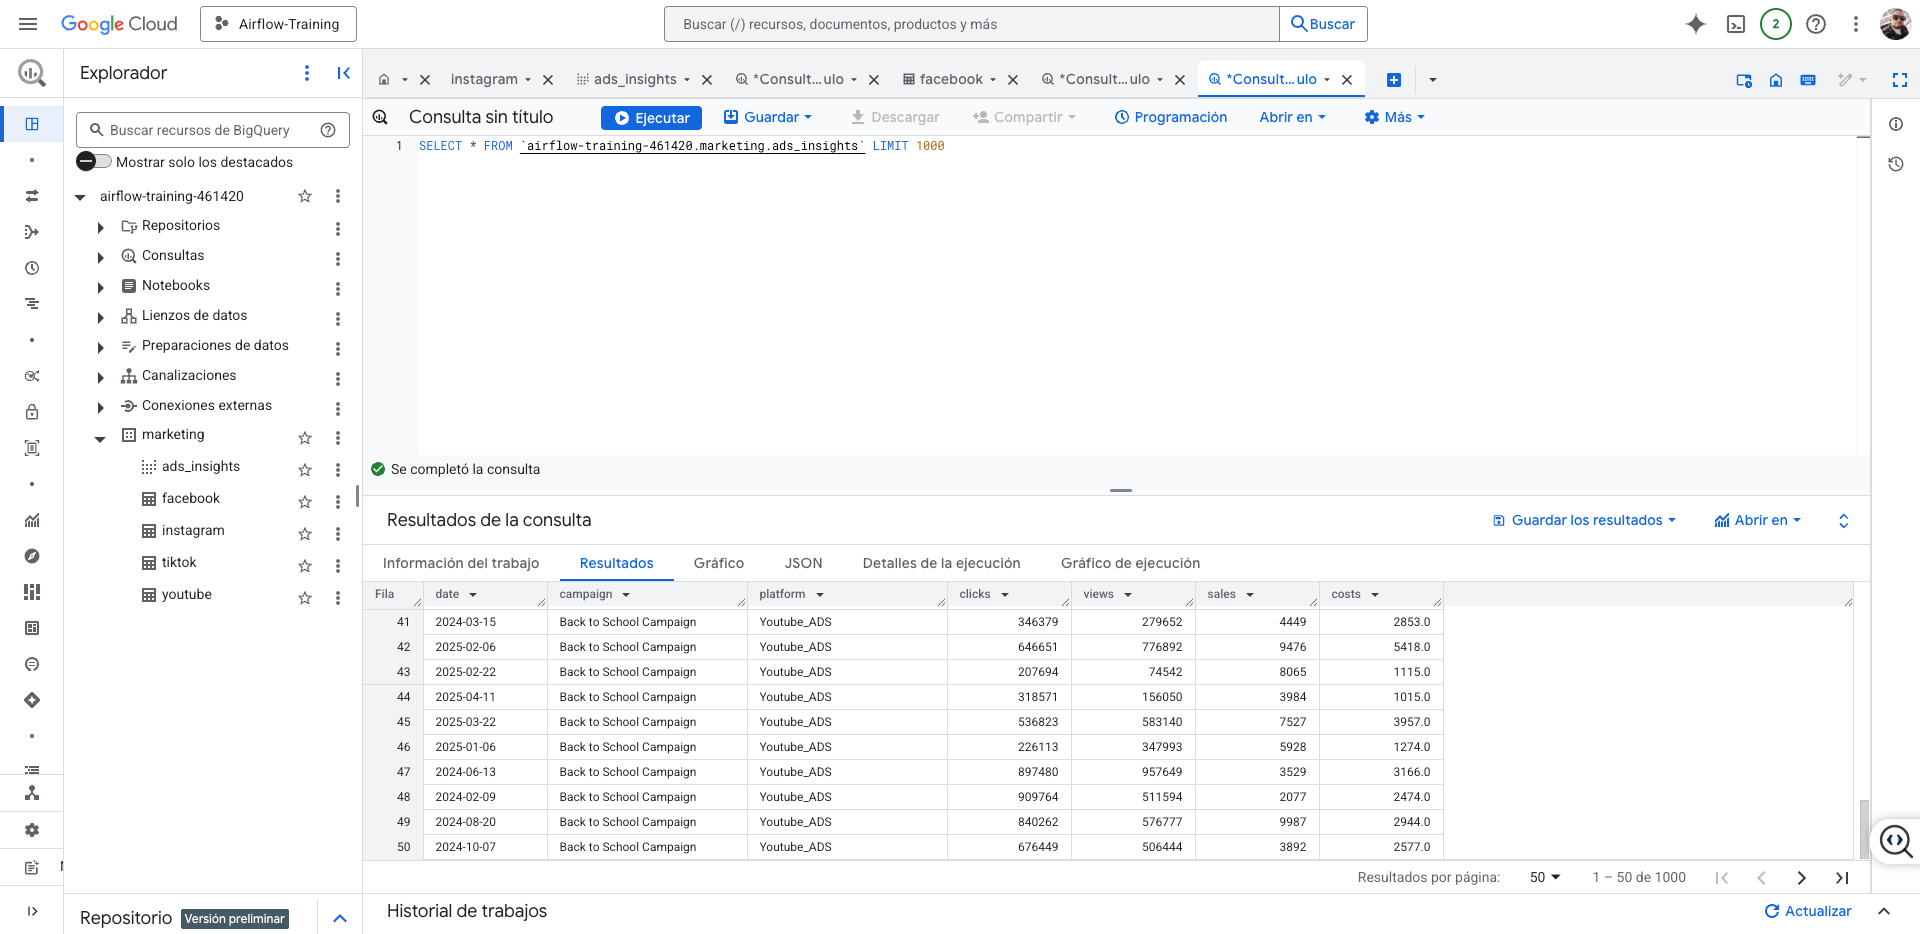 Google Cloud
Airflow-Training
Buscar (/) recursos, documentos, productos y más
Buscar
2
Explorador
instagram
ads_insights
*Consult...ulo
facebook
*Consult...ulo
*Consult...ulo
Buscar recursos de BigQuery
Mostrar solo los destacados
airflow-training-461420
Repositorios
Consultas
Notebooks
Lienzos de datos
Preparaciones de datos
Canalizaciones
Conexiones externas
marketing
ads_insights
facebook
instagram
tiktok
youtube
Repositorio Versión preliminar
Consulta sin título
Ejecutar
Guardar
Descargar
Compartir
Programación
Abrir en
Más
1 SELECT * FROM `airflow-training-461420.marketing.ads_insights` LIMIT 1000
Se completó la consulta
Resultados de la consulta
Guardar los resultados
Abrir en
Información del trabajo Resultados Gráfico JSON Detalles de la ejecución Gráfico de ejecución
Fila date campaign platform clicks views sales costs
41 2024-03-15 Back to School Campaign Youtube_ADS 346379 279652 4449 2853.0
42 2025-02-06 Back to School Campaign Youtube_ADS 646651 776892 9476 5418.0
43 2025-02-22 Back to School Campaign Youtube_ADS 207694 74542 8065 1115.0
44 2025-04-11 Back to School Campaign Youtube_ADS 318571 156050 3984 1015.0
45 2025-03-22 Back to School Campaign Youtube_ADS 536823 583140 7527 3957.0
46 2025-01-06 Back to School Campaign Youtube_ADS 226113 347993 5928 1274.0
47 2024-06-13 Back to School Campaign Youtube_ADS 897480 957649 3529 3166.0
48 2024-02-09 Back to School Campaign Youtube_ADS 909764 511594 2077 2474.0
49 2024-08-20 Back to School Campaign Youtube_ADS 840262 576777 9987 2944.0
50 2024-10-07 Back to School Campaign Youtube_ADS 676449 506444 3892 2577.0
Resultados por página: 50 1 – 50 de 1000
Historial de trabajos
Actualizar